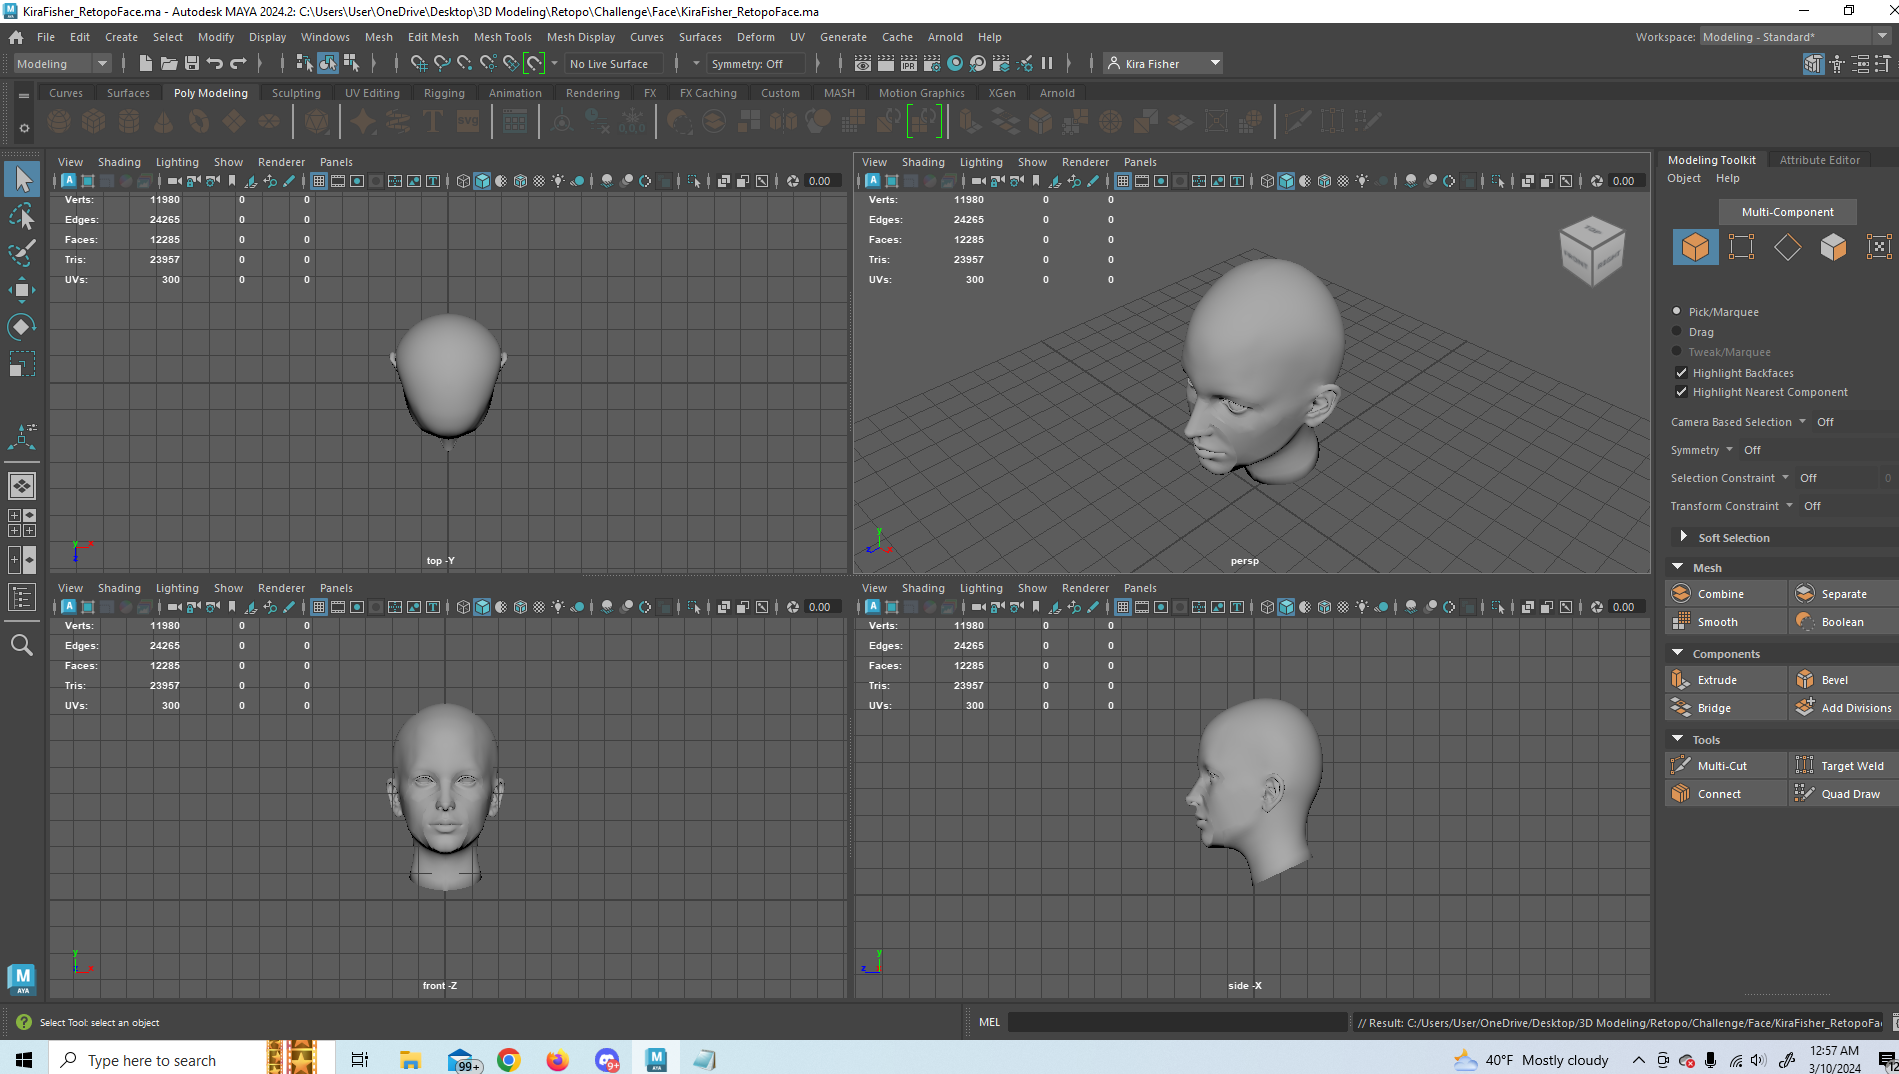 KiraFisher_RetopoFace.ma - Autodesk MAYA 2024.2: C:\Users\User\OneDrive\Desktop\3D Modeling\Retopo\Challenge\Face\KiraFisher_RetopoFace.ma
File Edit Create Select Modify Display Windows Mesh Edit Mesh Mesh Tools Mesh Display Curves Surfaces Deform UV Generate Cache Arnold Help Workspace: Modeling - Standard*
Modeling No Live Surface Symmetry: Off IPR Kira Fisher
Curves Surfaces Poly Modeling Sculpting UV Editing Rigging Animation Rendering FX FX Caching Custom MASH Motion Graphics XGen Arnold
T SVG 0,0,0
View Shading Lighting Show Renderer Panels
0.00
Verts: 11980 0 0
Edges: 24265 0 0
Faces: 12285 0 0
Tris: 23957 0 0
UVs: 300 0 0
y x z
top -Y
View Shading Lighting Show Renderer Panels
0.00
Verts: 11980 0 0
Edges: 24265 0 0
Faces: 12285 0 0
Tris: 23957 0 0
UVs: 300 0 0
TOP
FRONT RIGHT
y z x
persp
View Shading Lighting Show Renderer Panels
0.00
Verts: 11980 0 0
Edges: 24265 0 0
Faces: 12285 0 0
Tris: 23957 0 0
UVs: 300 0 0
y z x
front -Z
View Shading Lighting Show Renderer Panels
0.00
Verts: 11980 0 0
Edges: 24265 0 0
Faces: 12285 0 0
Tris: 23957 0 0
UVs: 300 0 0
y z
side -X
Modeling Toolkit Attribute Editor
Object Help
Multi-Component
Pick/Marquee
Drag
Tweak/Marquee
Highlight Backfaces
Highlight Nearest Component
Camera Based Selection Off
Symmetry Off
Selection Constraint Off 0
Transform Constraint Off
Soft Selection
Mesh
Combine Separate
Smooth Boolean
Components
Extrude Bevel
Bridge Add Divisions
Tools
Multi-Cut Target Weld
Connect Quad Draw
M
AYA
Select Tool: select an object
MEL
// Result: C:/Users/User/OneDrive/Desktop/3D Modeling/Retopo/Challenge/Face/KiraFisher_RetopoFa
Type here to search 99+ 9+ M AYA 40°F Mostly cloudy 12:57 AM
3/10/2024 12